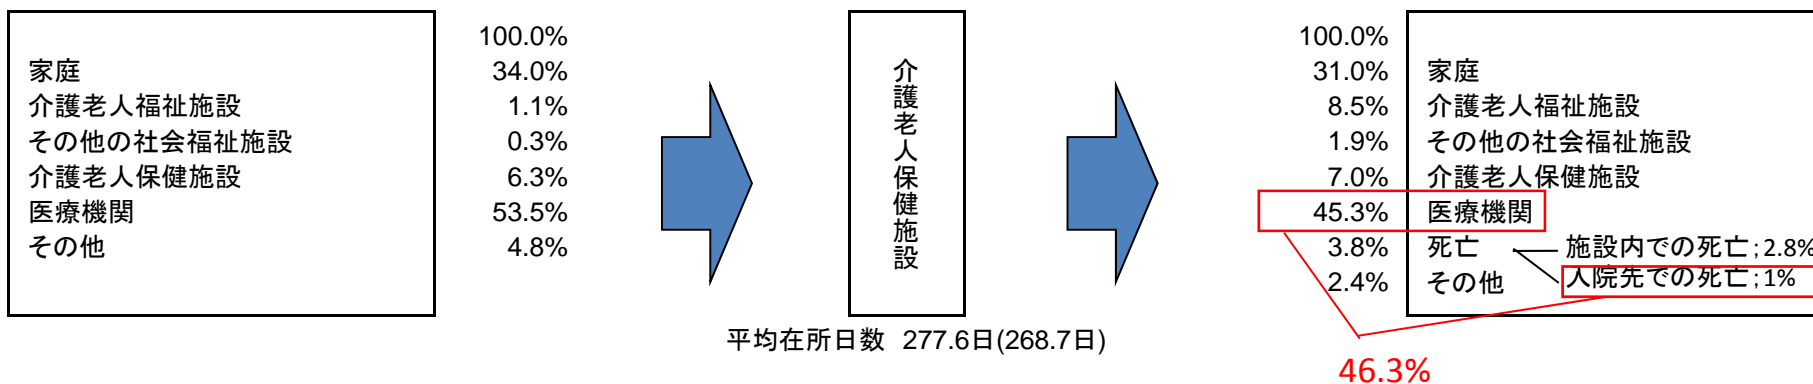 100.0%
家庭 34.0%
介護老人福祉施設 1.1%
その他の社会福祉施設 0.3%
介護老人保健施設 6.3%
医療機関 53.5%
その他 4.8%
介護老人保健施設
100.0%
31.0% 家庭
8.5% 介護老人福祉施設
1.9% その他の社会福祉施設
7.0% 介護老人保健施設
45.3% 医療機関
3.8% 死亡 施設内での死亡;2.8%
2.4% その他 入院先での死亡;1%
平均在所日数 277.6日(268.7日)
46.3%